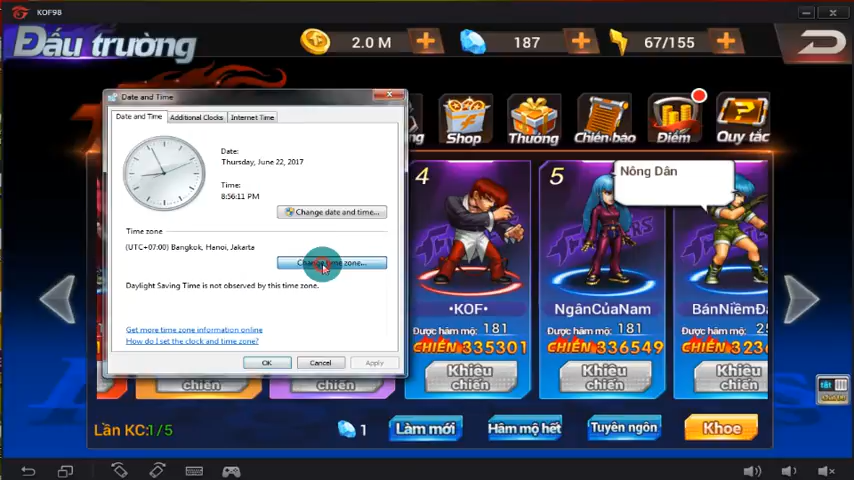 KOF98
Đấu trường
2.0 M
187
67/155
Date and Time
Date and Time
Additional Clocks
Internet Time
Date:
Thursday, June 22, 2017
Time:
8:56:11 PM
Change date and time...
Time zone
(UTC+07:00) Bangkok, Hanoi, Jakarta
Change time zone...
Daylight Saving Time is not observed by this time zone.
Get more time zone information online
How do I set the clock and time zone?
OK
Cancel
Apply
Shop
Thưởng
Chiến báo
Điểm
Quy tắc
4
5
Nông Dân
•KOF•
NgânCủaNam
Được hâm mộ: 181
Được hâm mộ: 181
Được hâm mộ:
CHIẾN 335301
CHIẾN 336549
CHIẾN
Khiêu chiến
Khiêu chiến
Khiêu chiến
chiến
chiến
Lần KC:1/5
1
Làm mới
Hâm mộ hết
Tuyên ngôn
Khoe